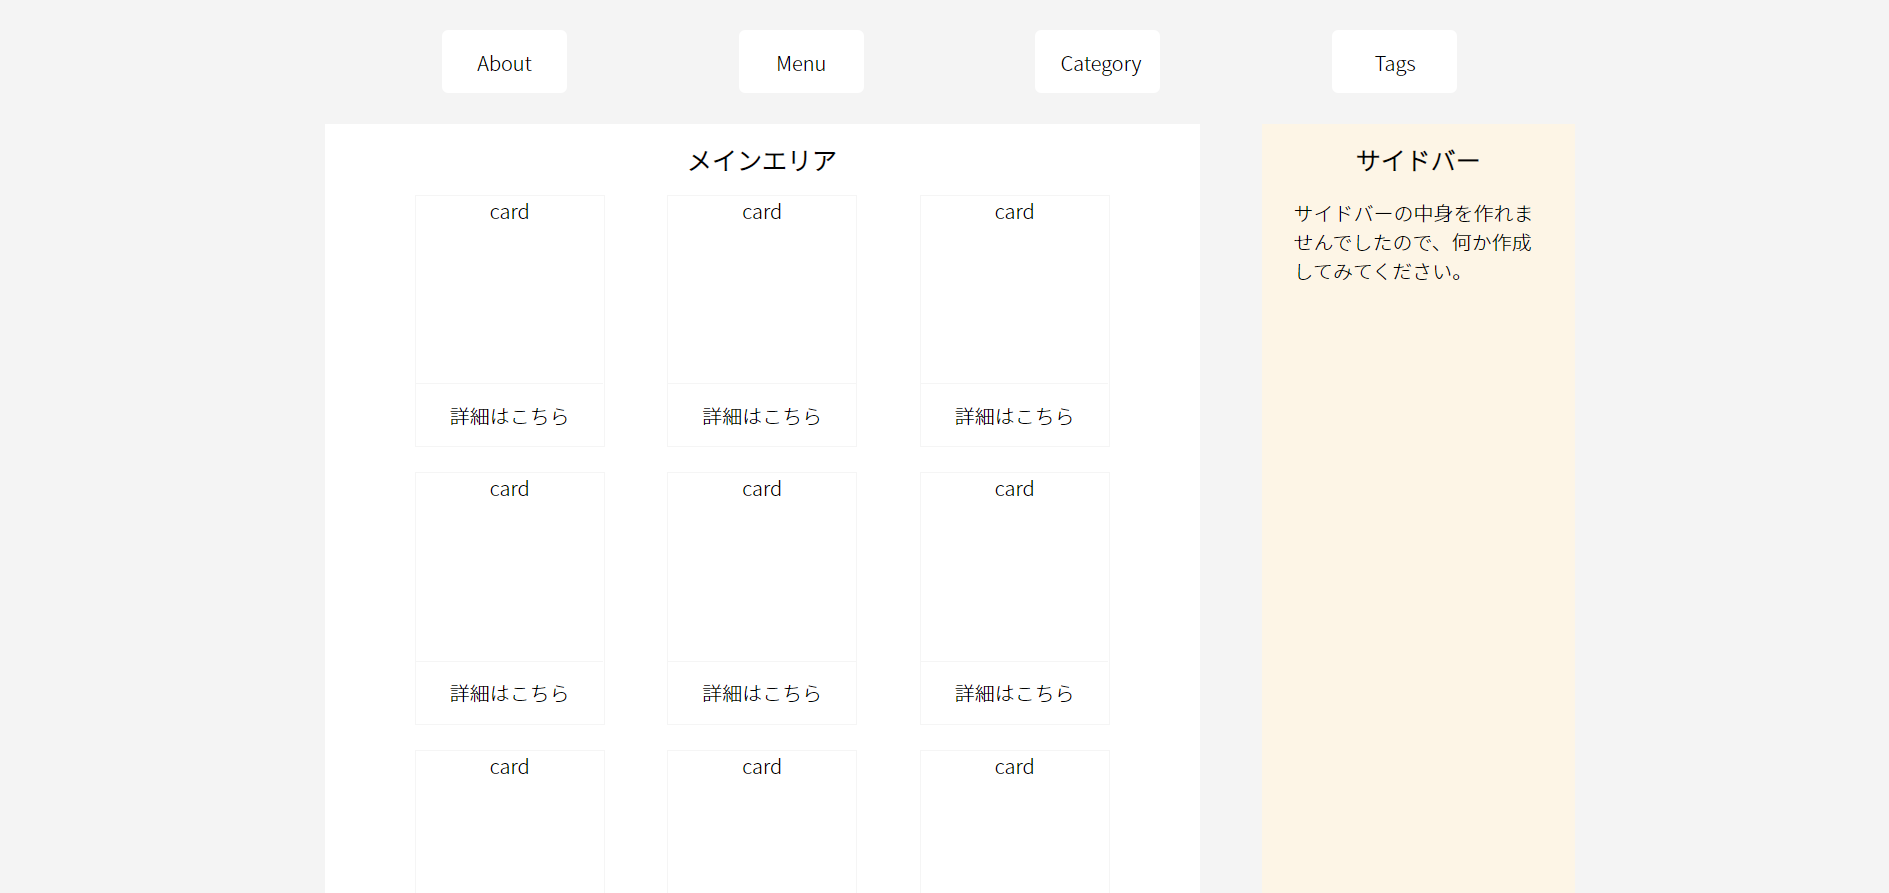 About
Menu
Category
Tags
メインエリア
card
card
card
詳細はこちら
詳細はこちら
詳細はこちら
card
card
card
詳細はこちら
詳細はこちら
詳細はこちら
card
card
card
サイドバー
サイドバーの中身を作れま
せんでしたので、何か作成
してみてください。